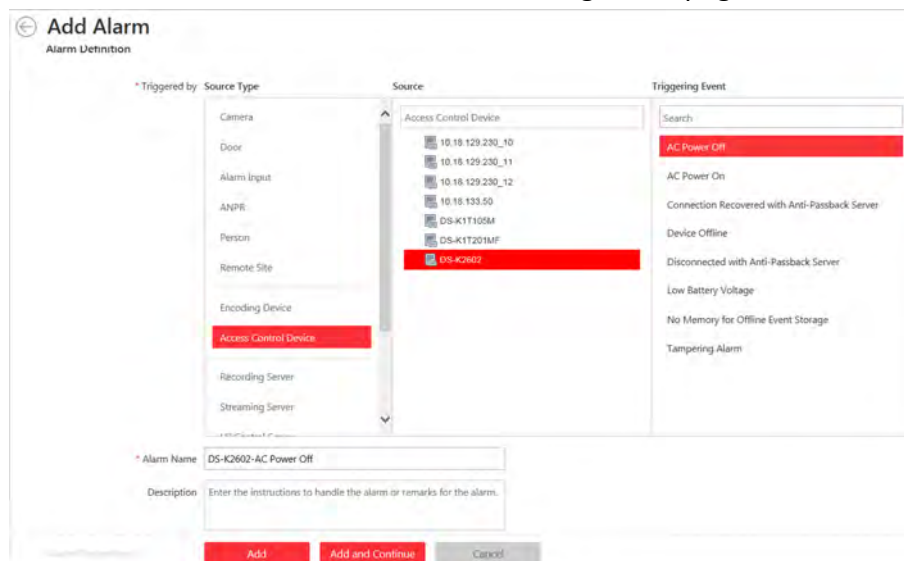 Add Alarm
Alarm Definition
* Triggered by Source Type Source Triggering Event
Camera
Door
Alarm Input
ANPR
Person
Remote Site
Encoding Device
Access Control Device
Recording Server
Streaming Server
Access Control Device
10.18.129.230_10
10.18.129.230_11
10.18.129.230_12
10.18.133.50
DS-K1T105M
DS-K1T201MF
DS-K2602
Search
AC Power Off
AC Power On
Connection Recovered with Anti-Passback Server
Device Offline
Disconnected with Anti-Passback Server
Low Battery Voltage
No Memory for Offline Event Storage
Tampering Alarm
* Alarm Name DS-K2602-AC Power Off
Description Enter the instructions to handle the alarm or remarks for the alarm.
Add Add and Continue Cancel